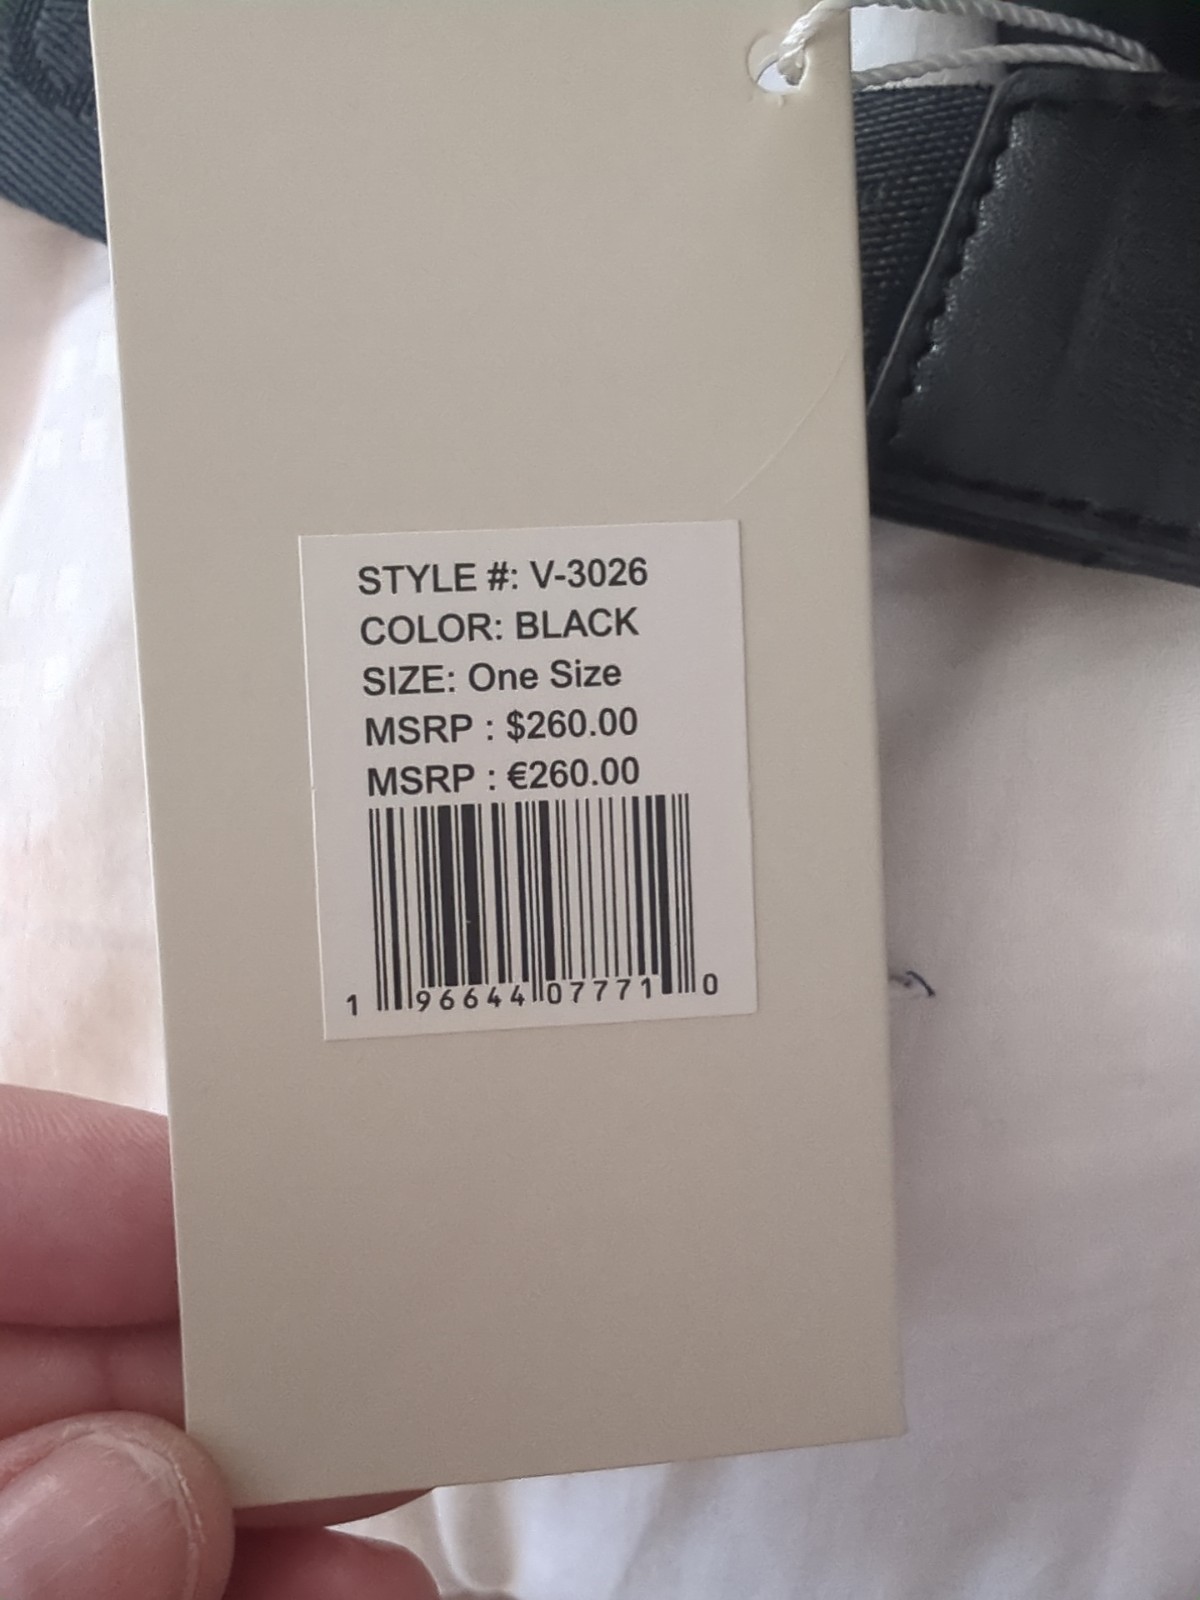 STYLE #: V-3026
COLOR: BLACK
SIZE: One Size
MSRP : $260.00
MSRP : €260.00
1 96644 07771 0